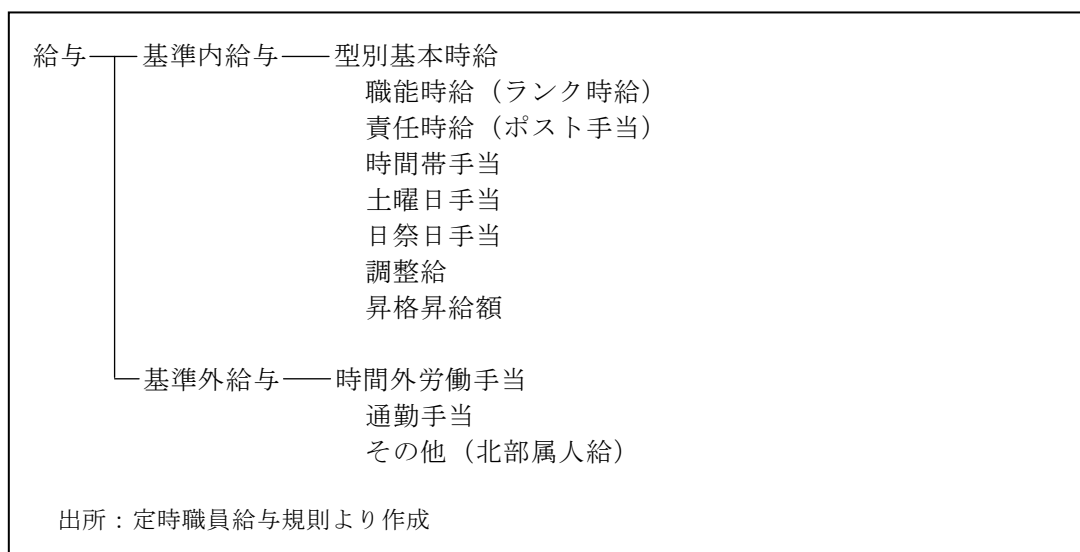 給与 基準内給与 型別基本時給
職能時給（ランク時給）
責任時給（ポスト手当）
時間帯手当
土曜日手当
日祭日手当
調整給
昇格昇給額
基準外給与 時間外労働手当
通勤手当
その他（北部属人給）
出所：定時職員給与規則より作成